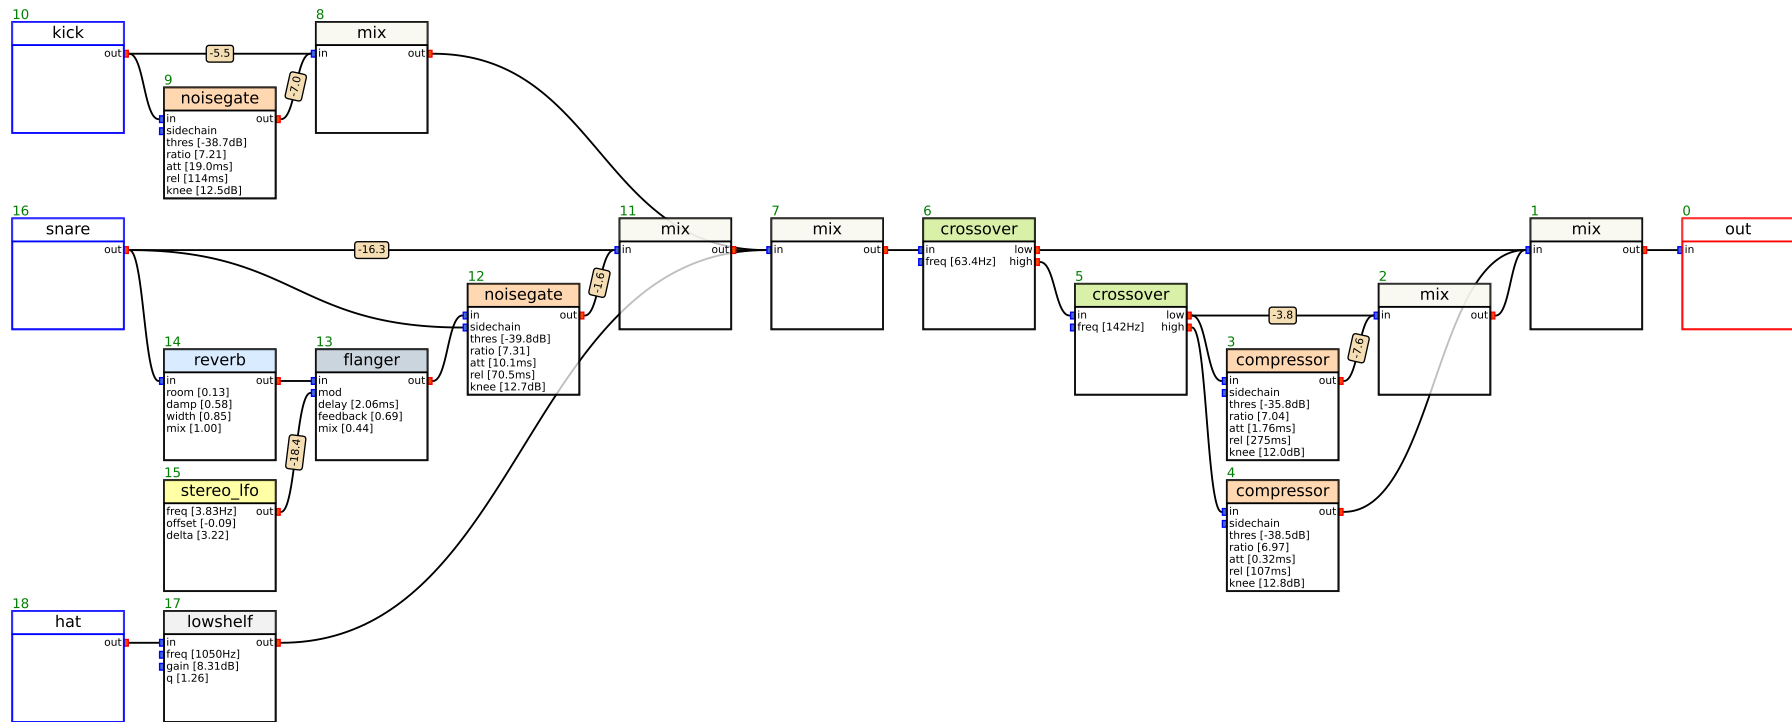 10
kick
out
-5.5
9
noisegate
in out
sidechain
thres [-38.7dB]
ratio [7.21]
att [19.0ms]
rel [114ms]
knee [12.5dB]
-7.0
8
mix
in out
16
snare
out
-16.3
14
reverb
in out
room [0.13]
damp [0.58]
width [0.85]
mix [1.00]
15
stereo_lfo
freq [3.83Hz] out
offset [-0.09]
delta [3.22]
-18.4
13
flanger
in out
mod
delay [2.06ms]
feedback [0.69]
mix [0.44]
12
noisegate
in out
sidechain
thres [-39.8dB]
ratio [7.31]
att [10.1ms]
rel [70.5ms]
knee [12.7dB]
-1.6
11
mix
in out
18
hat
out
17
lowshelf
in out
freq [1050Hz]
gain [8.31dB]
q [1.26]
7
mix
in out
6
crossover
in low
freq [63.4Hz] high
5
crossover
in low
freq [142Hz] high
-3.8
3
compressor
in out
sidechain
thres [-35.8dB]
ratio [7.04]
att [1.76ms]
rel [275ms]
knee [12.0dB]
-7.6
4
compressor
in out
sidechain
thres [-38.5dB]
ratio [6.97]
att [0.32ms]
rel [107ms]
knee [12.8dB]
2
mix
in out
1
mix
in out
0
out
in